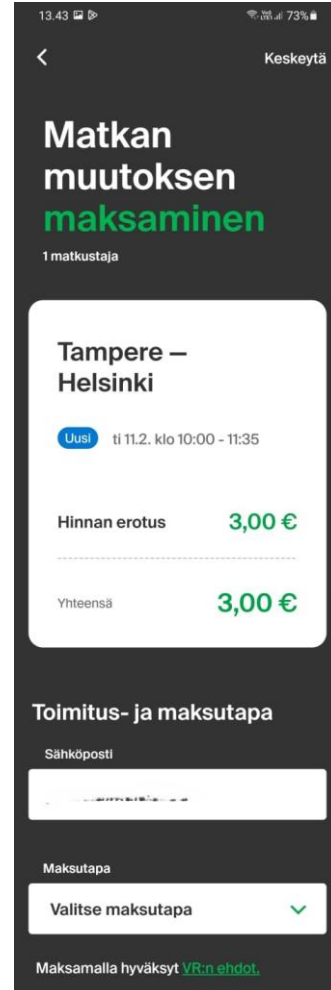 13.43 73%
Keskeytä
Matkan
muutoksen
maksaminen
1 matkustaja
Tampere –
Helsinki
Uusi ti 11.2. klo 10:00 - 11:35
Hinnan erotus 3,00 €
Yhteensä 3,00 €
Toimitus- ja maksutapa
Sähköposti
Maksutapa
Valitse maksutapa
Maksamalla hyväksyt VR:n ehdot.